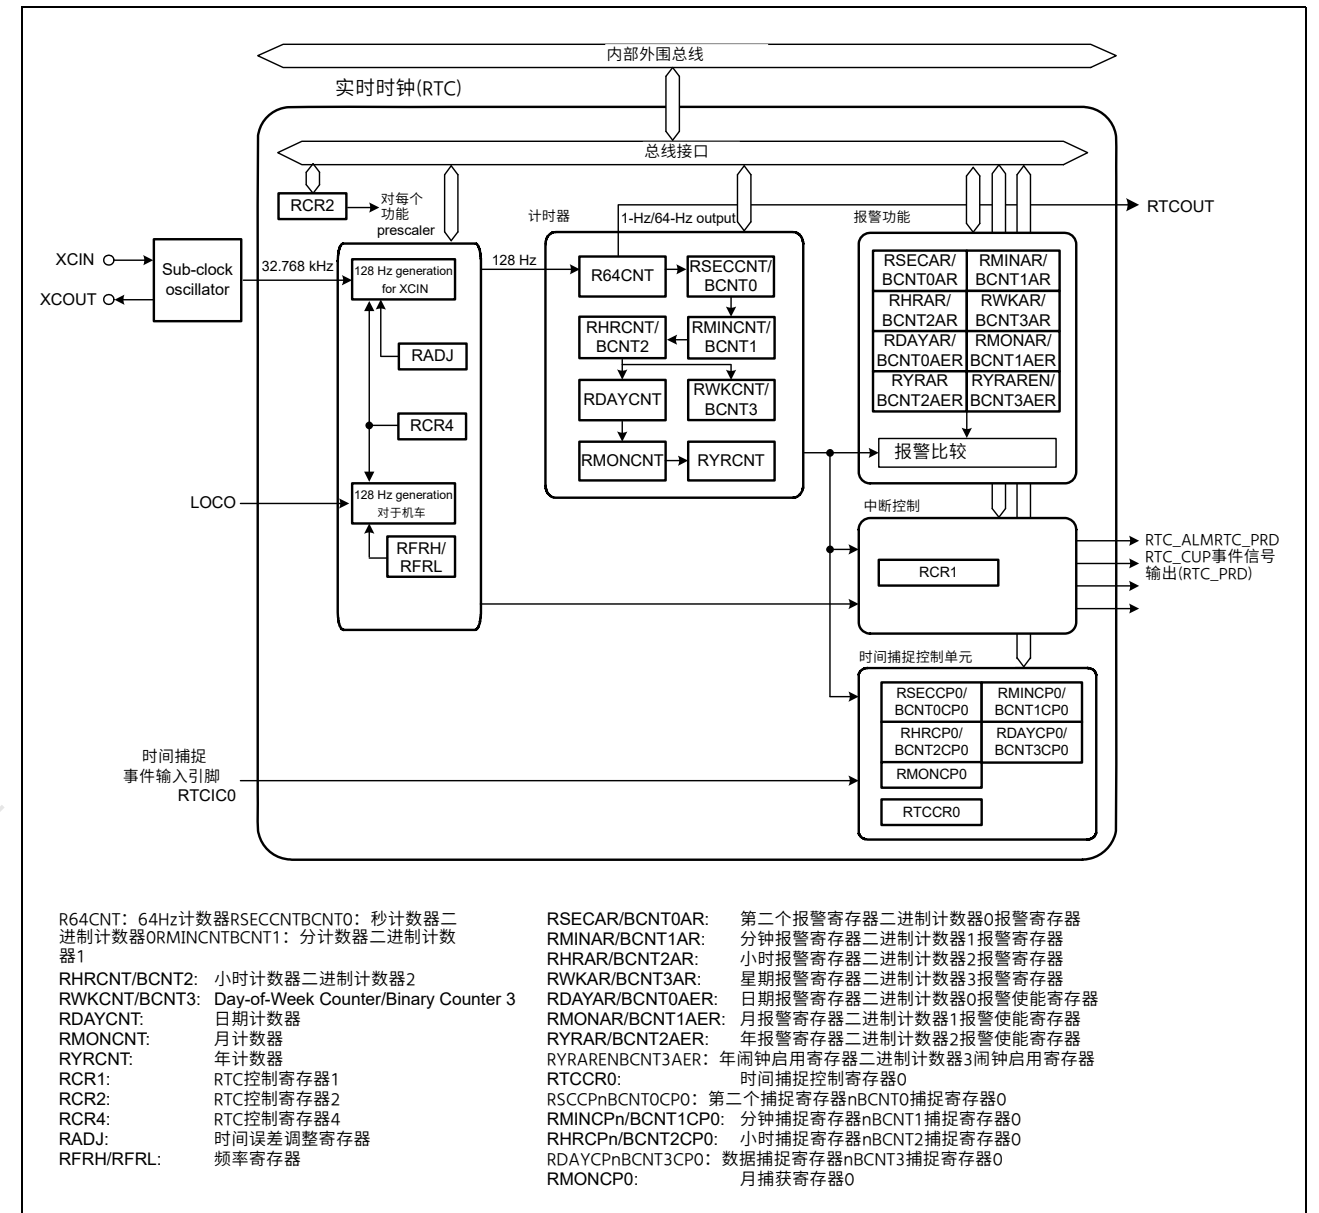 内部外围总线
实时时钟(RTC)
总线接口
RCR2
对每个
功能
prescaler
计时器
1-Hz/64-Hz output
报警功能
RTCOUT
XCIN
XCOUT
Sub-clock
oscillator
32.768 kHz
128 Hz generation
for XCIN
128 Hz
R64CNT
RSECCNT/
BCNT0
RHRCNT/
BCNT2
RMINCNT/
BCNT1
RADJ
RDAYCNT
RWKCNT/
BCNT3
RCR4
RMONCNT
RYRCNT
RSECAR/
BCNT0AR
RMINAR/
BCNT1AR
RHRAR/
BCNT2AR
RWKAR/
BCNT3AR
RDAYAR/
BCNT0AER
RMONAR/
BCNT1AER
RYRAR
BCNT2AER
RYRAREN/
BCNT3AER
报警比较
LOCO
128 Hz generation
对于机车
RFRH/
RFRL
中断控制
RCR1
RTC_ALMRTC_PRD
RTC_CUP事件信号
输出(RTC_PRD)
时间捕捉控制单元
RSECCP0/
BCNT0CP0
RMINCP0/
BCNT1CP0
RHRCP0/
BCNT2CP0
RDAYCP0/
BCNT3CP0
RMONCP0
RTCCR0
时间捕捉
事件输入引脚
RTCIC0
R64CNT：64Hz计数器RSECCNTBCNT0：秒计数器二
进制计数器0RMINCNTBCNT1：分计数器二进制计数
器1
RHRCNT/BCNT2: 小时计数器二进制计数器2
RWKCNT/BCNT3: Day-of-Week Counter/Binary Counter 3
RDAYCNT: 日期计数器
RMONCNT: 月计数器
RYRCNT: 年计数器
RCR1: RTC控制寄存器1
RCR2: RTC控制寄存器2
RCR4: RTC控制寄存器4
RADJ: 时间误差调整寄存器
RFRH/RFRL: 频率寄存器
RSECAR/BCNT0AR: 第二个报警寄存器二进制计数器0报警寄存器
RMINAR/BCNT1AR: 分钟报警寄存器二进制计数器1报警寄存器
RHRAR/BCNT2AR: 小时报警寄存器二进制计数器2报警寄存器
RWKAR/BCNT3AR: 星期报警寄存器二进制计数器3报警寄存器
RDAYAR/BCNT0AER: 日期报警寄存器二进制计数器0报警使能寄存器
RMONAR/BCNT1AER: 月报警寄存器二进制计数器1报警使能寄存器
RYRAR/BCNT2AER: 年报警寄存器二进制计数器2报警使能寄存器
RYRARENBCNT3AER：年闹钟启用寄存器二进制计数器3闹钟启用寄存器
RTCCR0: 时间捕捉控制寄存器0
RSCCPnBCNT0CP0：第二个捕捉寄存器nBCNT0捕捉寄存器0
RMINCPn/BCNT1CP0: 分钟捕捉寄存器nBCNT1捕捉寄存器0
RHRCPn/BCNT2CP0: 小时捕捉寄存器nBCNT2捕捉寄存器0
RDAYCPnBCNT3CP0：数据捕捉寄存器nBCNT3捕捉寄存器0
RMONCP0: 月捕获寄存器0